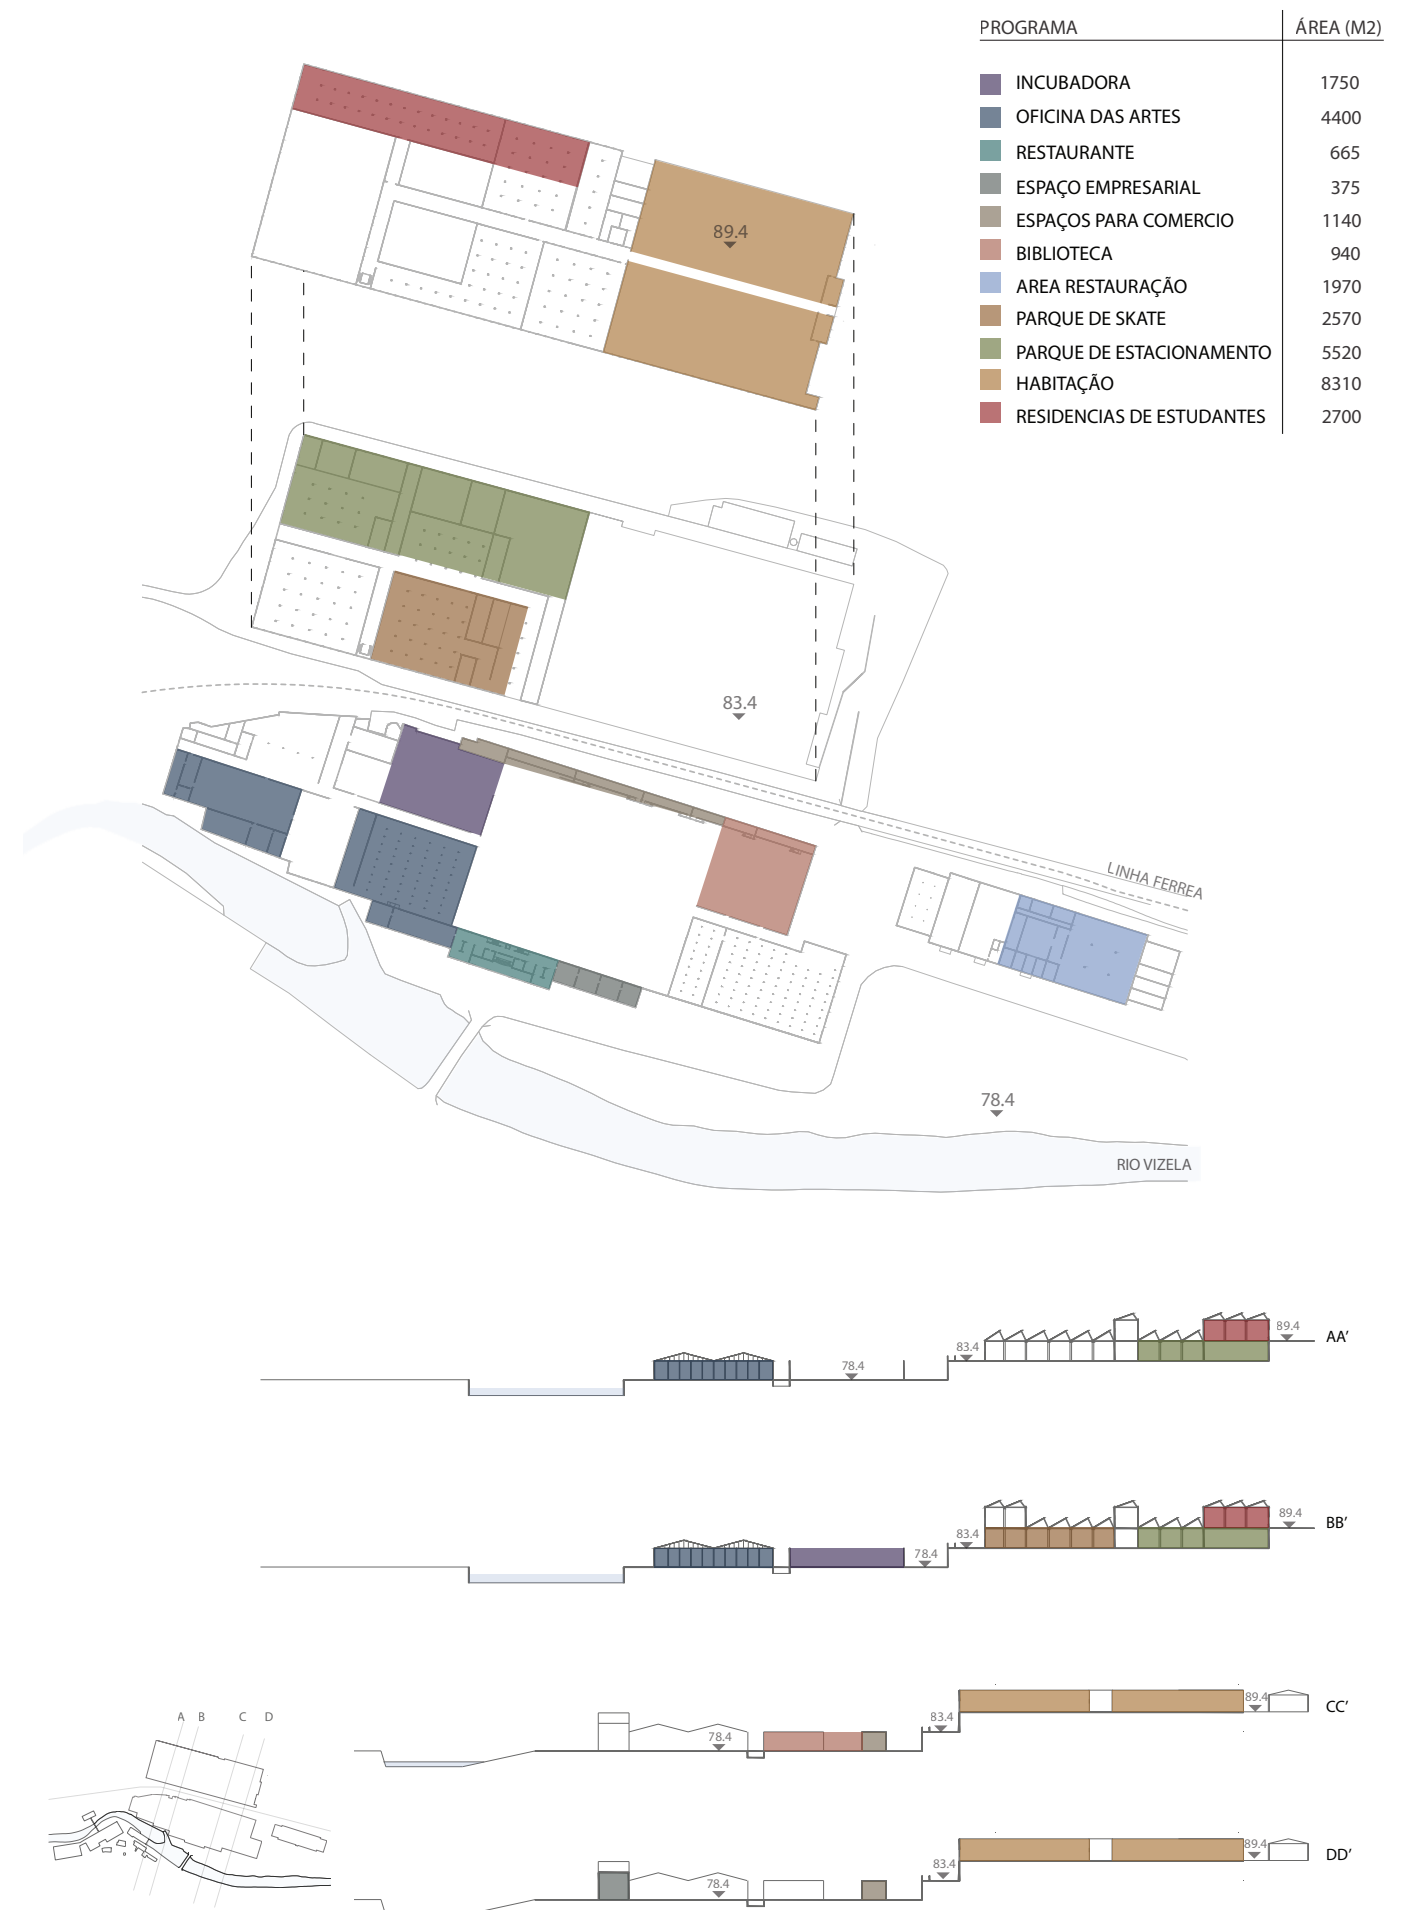 PROGRAMA ÁREA (M2)
INCUBADORA 1750
OFICINA DAS ARTES 4400
RESTAURANTE 665
ESPAÇO EMPRESARIAL 375
ESPAÇOS PARA COMERCIO 1140
BIBLIOTECA 940
AREA RESTAURAÇÃO 1970
PARQUE DE SKATE 2570
PARQUE DE ESTACIONAMENTO 5520
HABITAÇÃO 8310
RESIDENCIAS DE ESTUDANTES 2700
89.4
83.4
LINHA FERREA
78.4
RIO VIZELA
78.4 83.4 89.4 AA’
78.4 83.4 89.4 BB’
78.4 83.4 89.4 CC’
A B C D
78.4 83.4 89.4 DD’